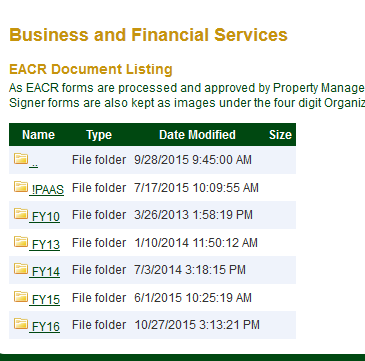 Business and Financial Services
EACR Document Listing
As EACR forms are processed and approved by Property Manage
Signer forms are also kept as images under the four digit Organiz
Name Type Date Modified Size
.. File folder 9/28/2015 9:45:00 AM
!PAAS File folder 7/17/2015 10:09:55 AM
FY10 File folder 3/26/2013 1:58:19 PM
FY13 File folder 1/10/2014 11:50:12 AM
FY14 File folder 7/3/2014 3:18:15 PM
FY15 File folder 6/1/2015 10:25:19 AM
FY16 File folder 10/27/2015 3:13:21 PM